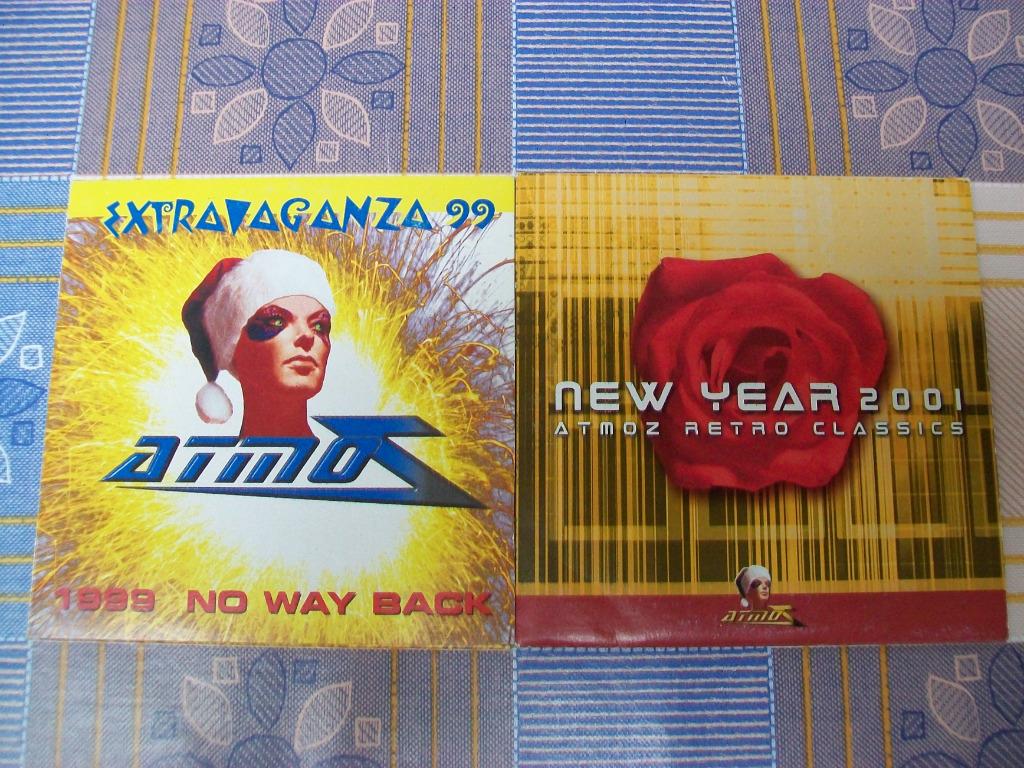 EXTRAVAGANZA 99
ATMOZ
1999 NO WAY BACK
NEW YEAR 2001
ATMOZ RETRO CLASSICS
ATMOZ